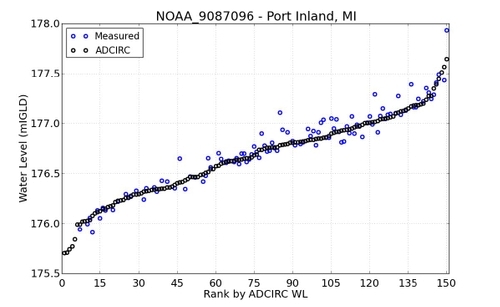 NOAA_9087096 - Port Inland, MI
178.0
177.5
177.0
176.5
176.0
175.5
Water Level (mIGLD)
Measured
ADCIRC
0 15 30 45 60 75 90 105 120 135 150
Rank by ADCIRC WL